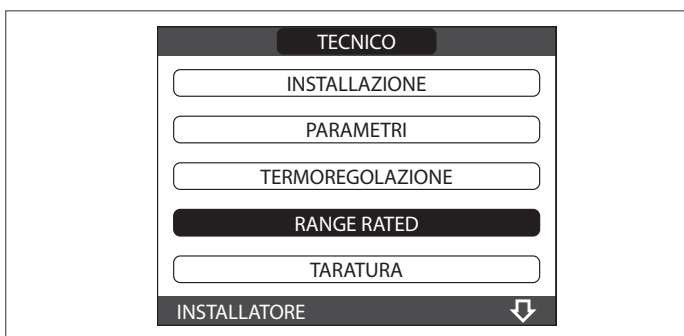 TECNICO
INSTALLAZIONE
PARAMETRI
TERMOREGOLAZIONE
RANGE RATED
TARATURA
INSTALLATORE